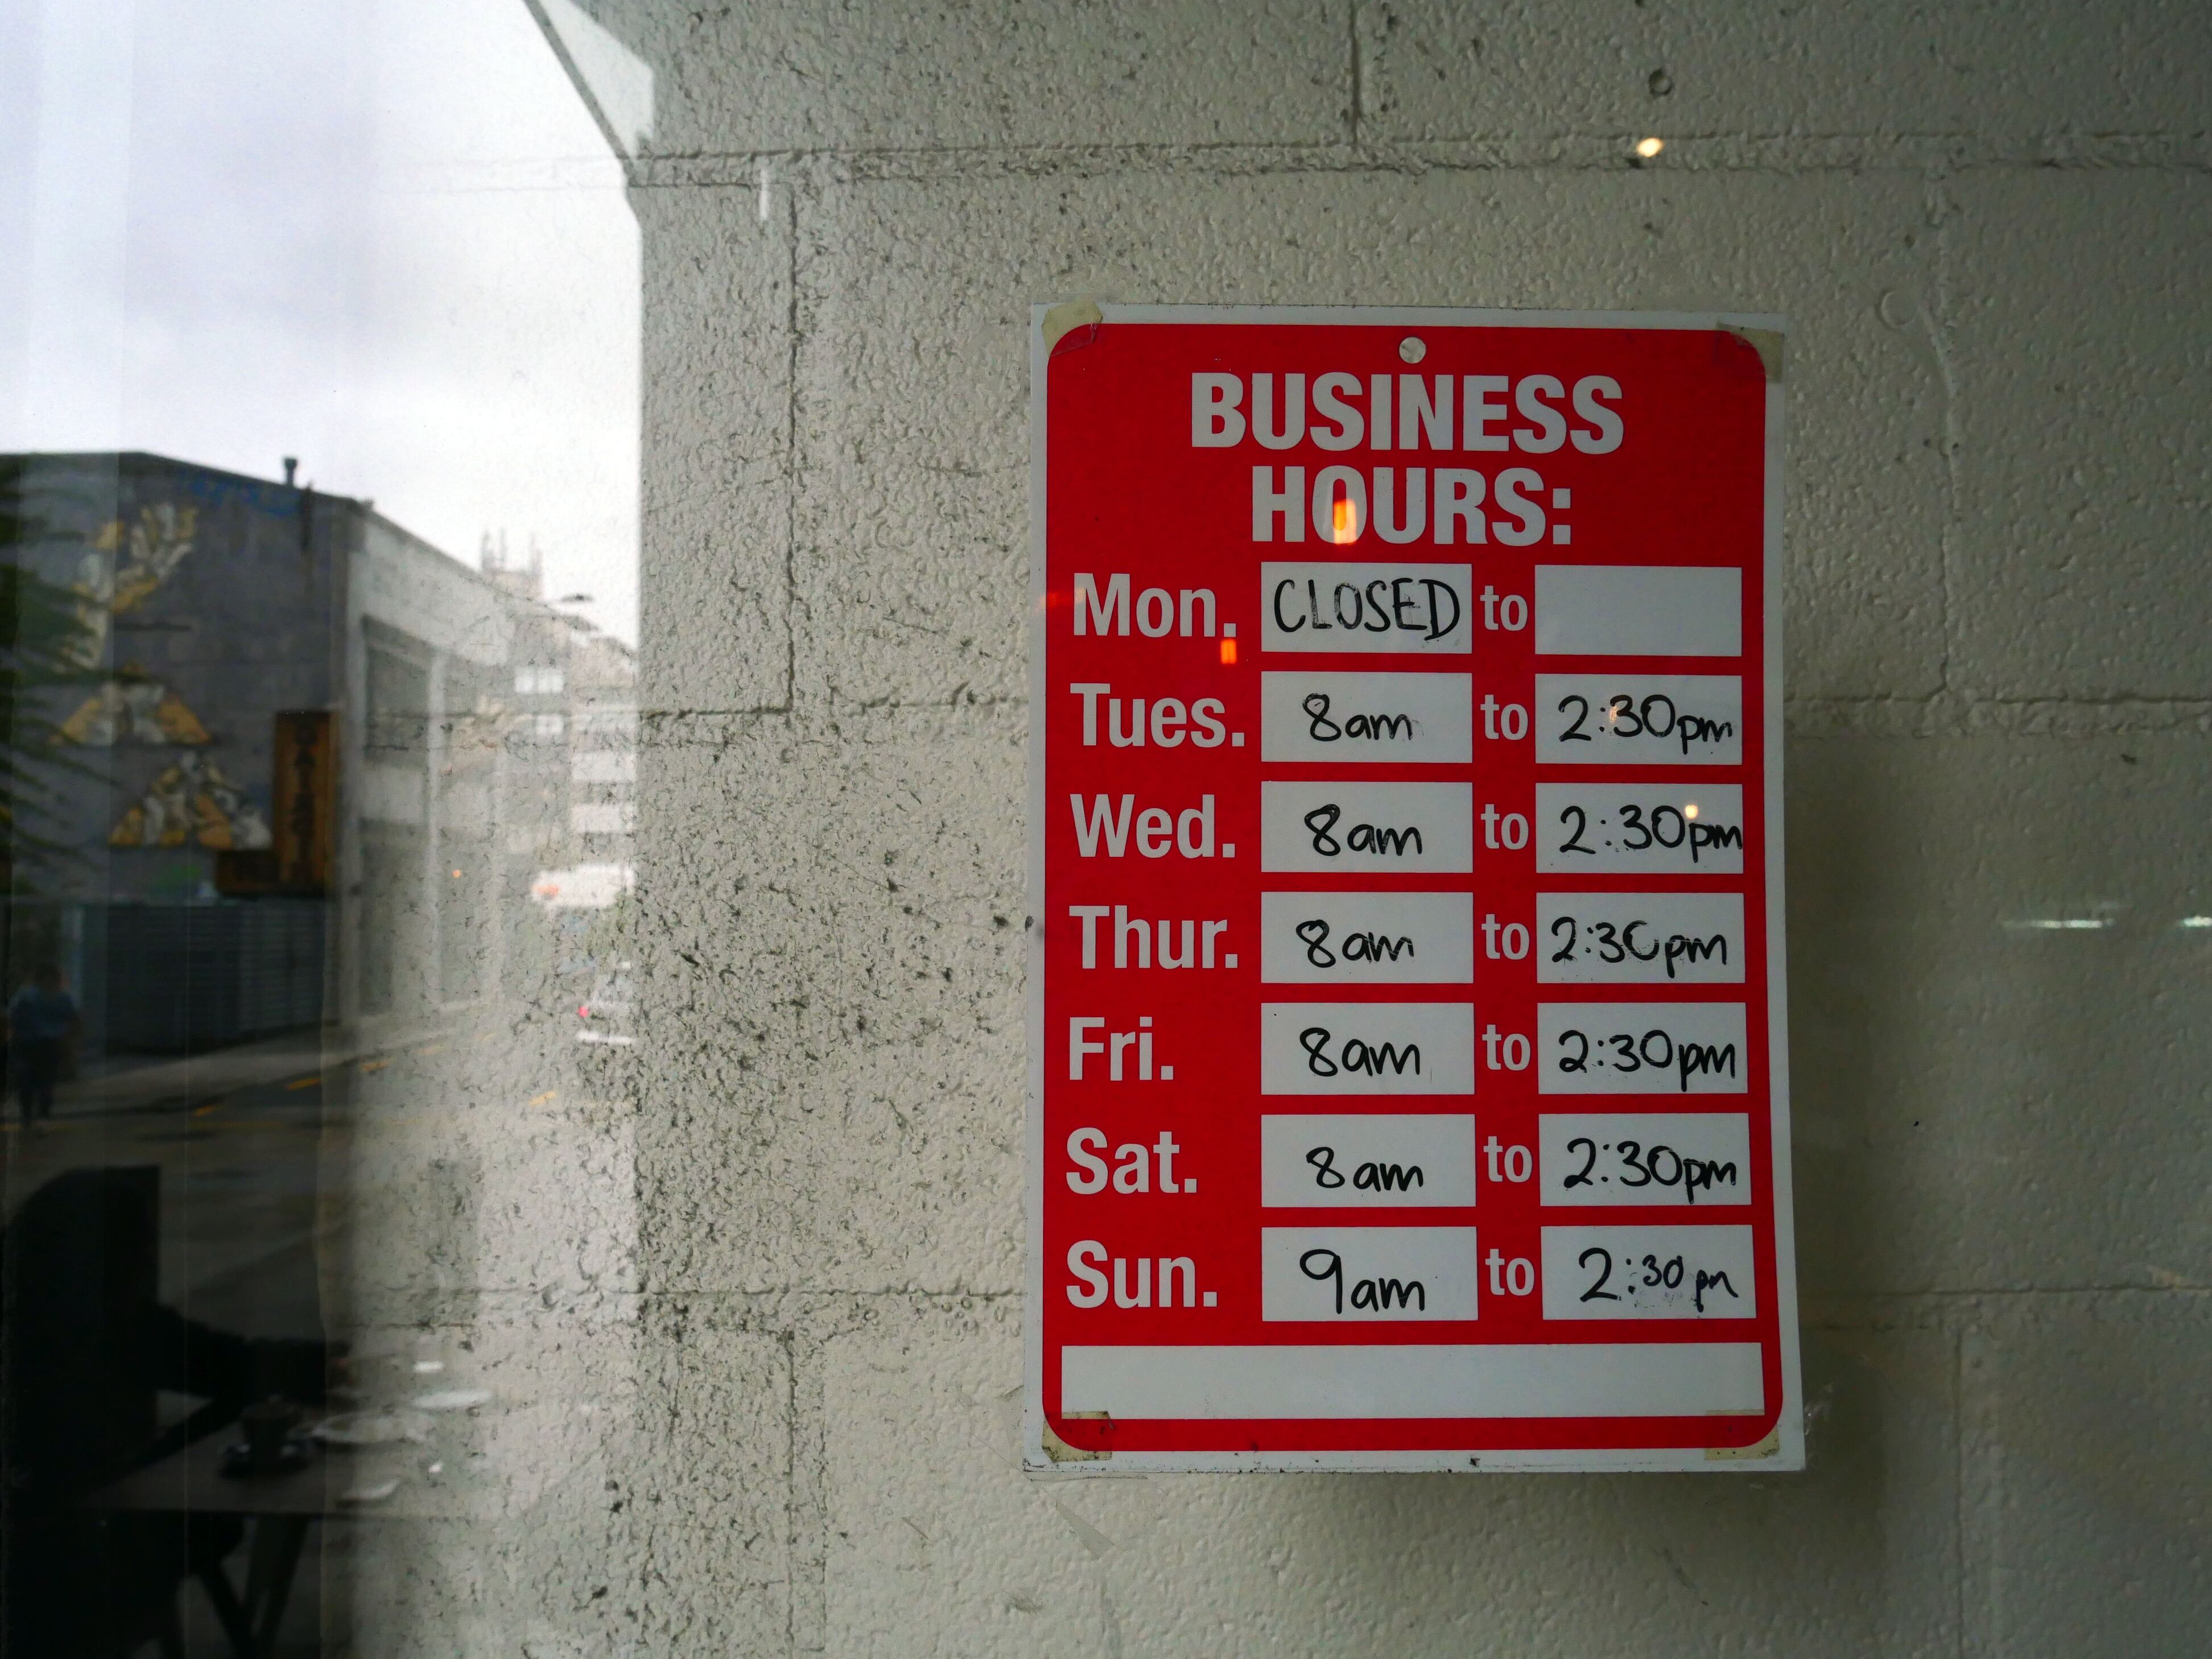 BUSINESS
HOURS:
Mon. CLOSED to
Tues. 8am to 2:30pm
Wed. 8am to 2:30pm
Thur. 8am to 2:30pm
Fri. 8am to 2:30pm
Sat. 8am to 2:30pm
Sun. 9am to 2:30pm